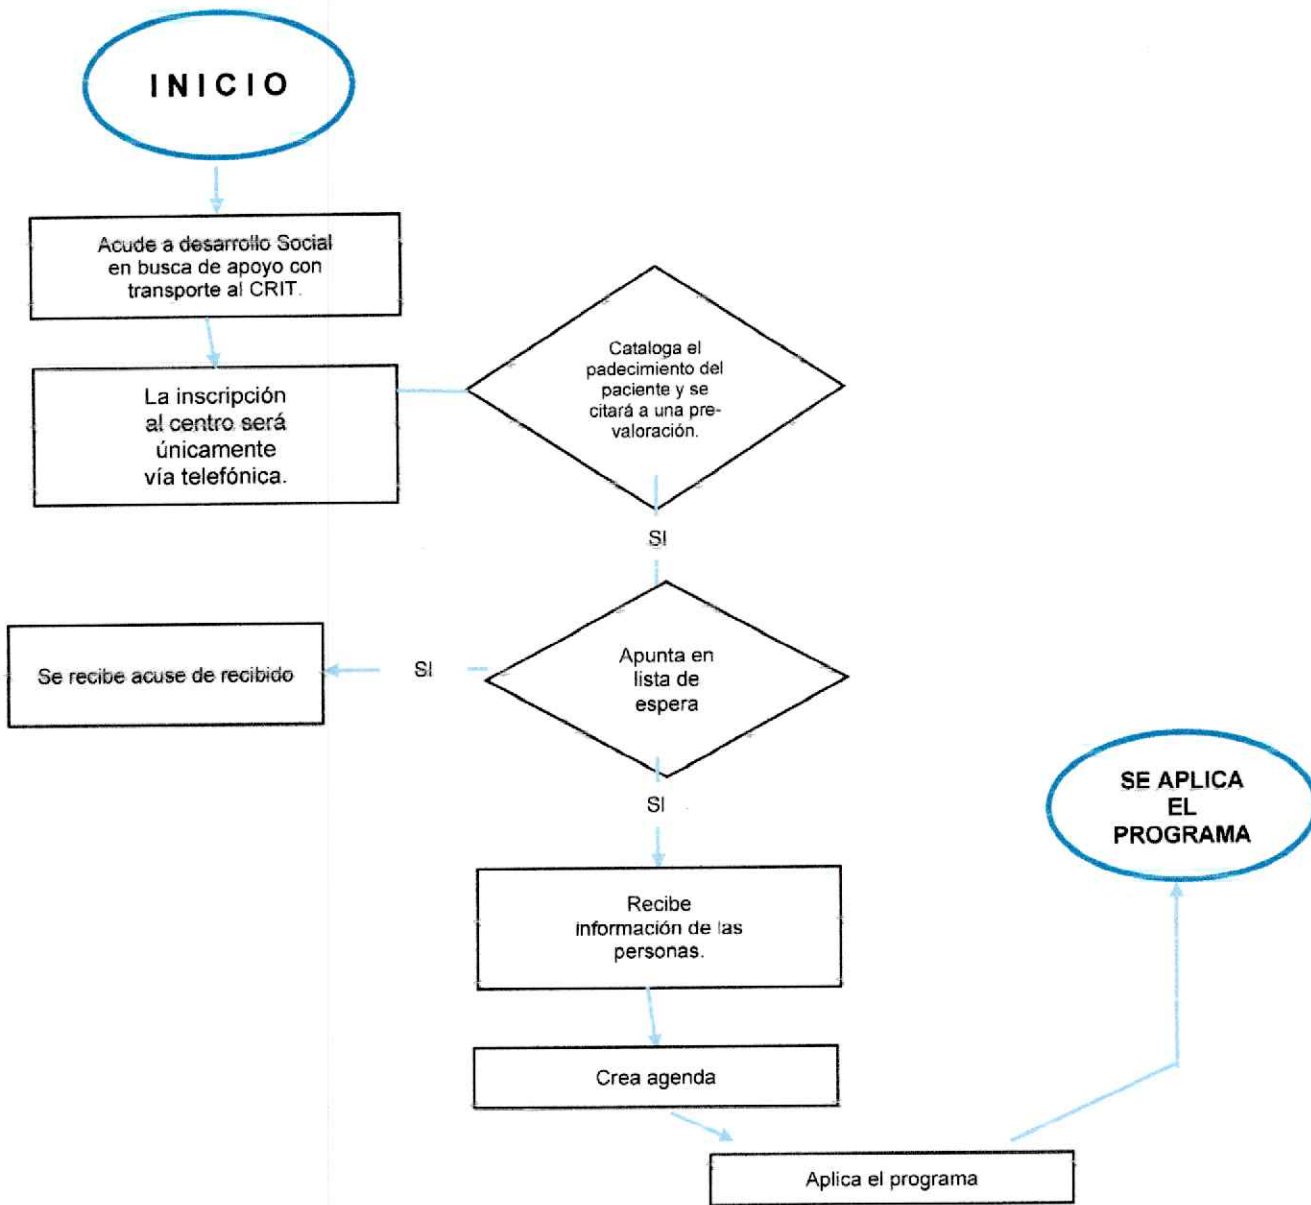 INICIO
Acude a desarrollo Social
en busca de apoyo con
transporte al CRIT.
La inscripción
al centro será
únicamente
vía telefónica.
Cataloga el
padecimiento del
paciente y se
citará a una pre-
valoración.
SI
Apunta en
lista de
espera
SI
Se recibe acuse de recibido
SI
Recibe
información de las
personas.
Crea agenda
Aplica el programa
SE APLICA
EL
PROGRAMA